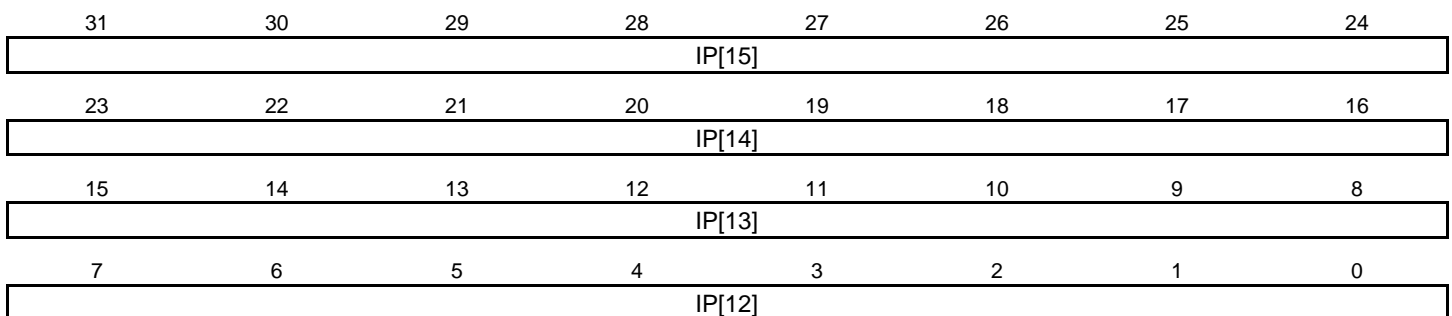 31 30 29 28 27 26 25 24
IP[15]
23 22 21 20 19 18 17 16
IP[14]
15 14 13 12 11 10 9 8
IP[13]
7 6 5 4 3 2 1 0
IP[12]